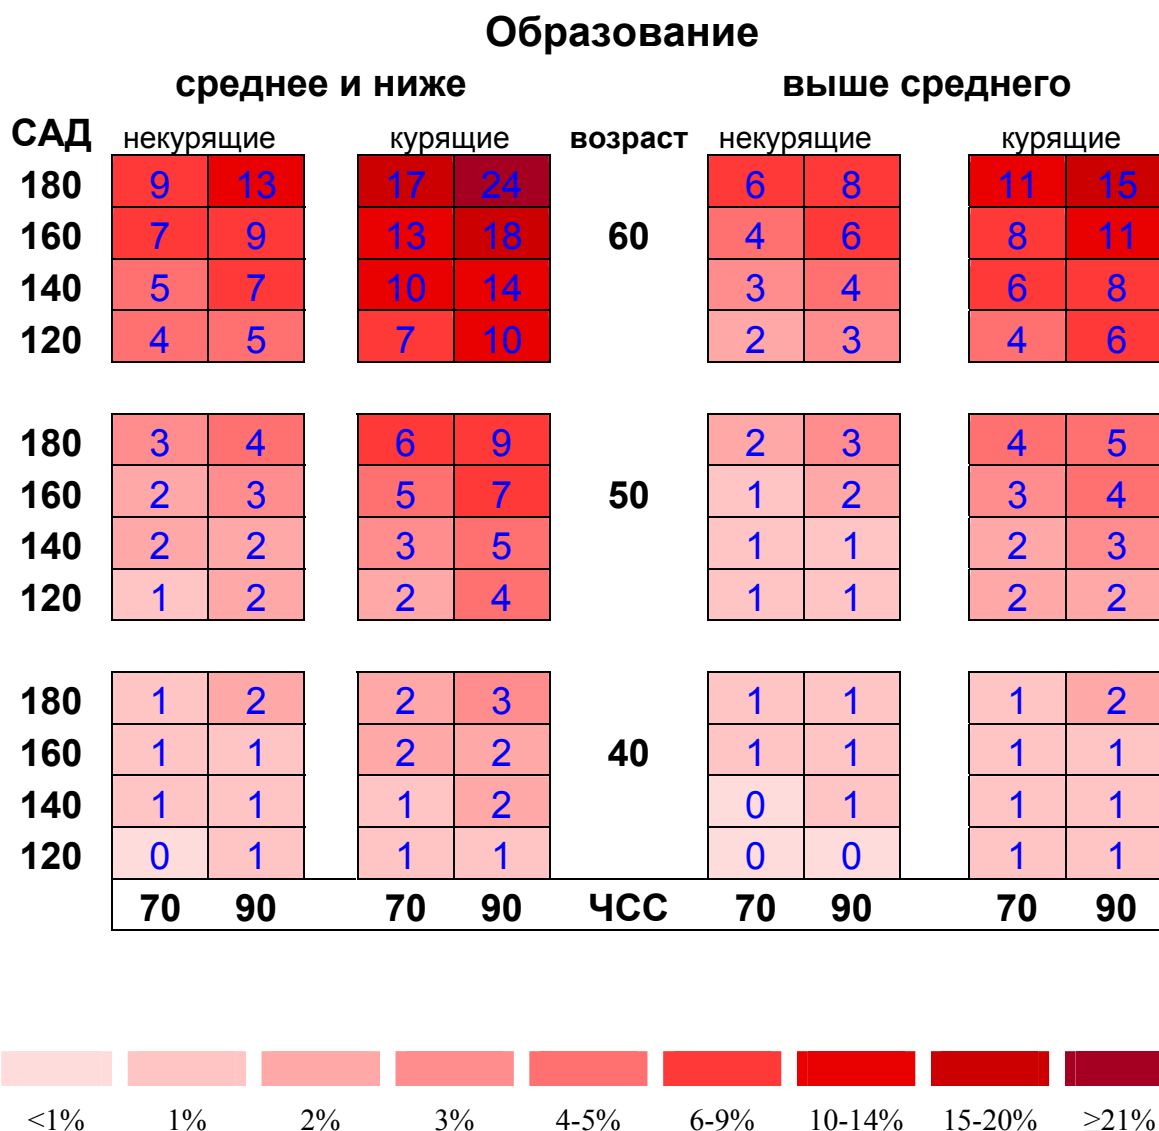 Образование
среднее и ниже выше среднего
САД некурящие курящие возраст некурящие курящие
180 9 13 17 24 6 8 11 15
160 7 9 13 18 60 4 6 8 11
140 5 7 10 14 3 4 6 8
120 4 5 7 10 2 3 4 6
180 3 4 6 9 2 3 4 5
160 2 3 5 7 50 1 2 3 4
140 2 2 3 5 1 1 2 3
120 1 2 2 4 1 1 2 2
180 1 2 2 3 1 1 1 2
160 1 1 2 2 40 1 1 1 1
140 1 1 1 2 0 1 1 1
120 0 1 1 1 0 0 1 1
70 90 70 90 ЧСС 70 90 70 90
<1% 1% 2% 3% 4-5% 6-9% 10-14% 15-20% >21%